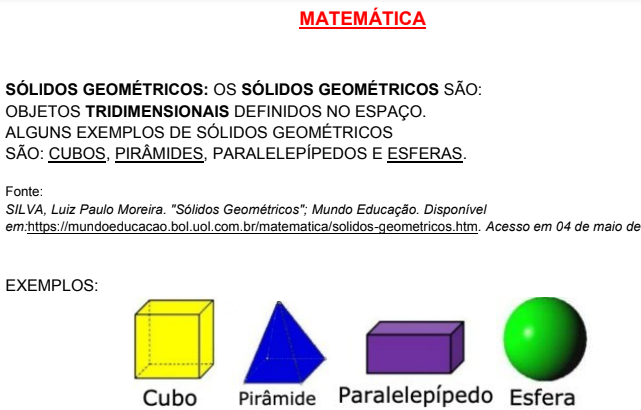 MATEMÁTICA
SÓLIDOS GEOMÉTRICOS: OS SÓLIDOS GEOMÉTRICOS SÃO:
OBJETOS TRIDIMENSIONAIS DEFINIDOS NO ESPAÇO.
ALGUNS EXEMPLOS DE SÓLIDOS GEOMÉTRICOS
SÃO: CUBOS, PIRÂMIDES, PARALELEPÍPEDOS E ESFERAS.
Fonte:
SILVA, Luiz Paulo Moreira. "Sólidos Geométricos"; Mundo Educação. Disponível
em:https://mundoeducacao.bol.uol.com.br/matematica/solidos-geometricos.htm. Acesso em 04 de maio de
EXEMPLOS:
Cubo Pirâmide Paralelepípedo Esfera